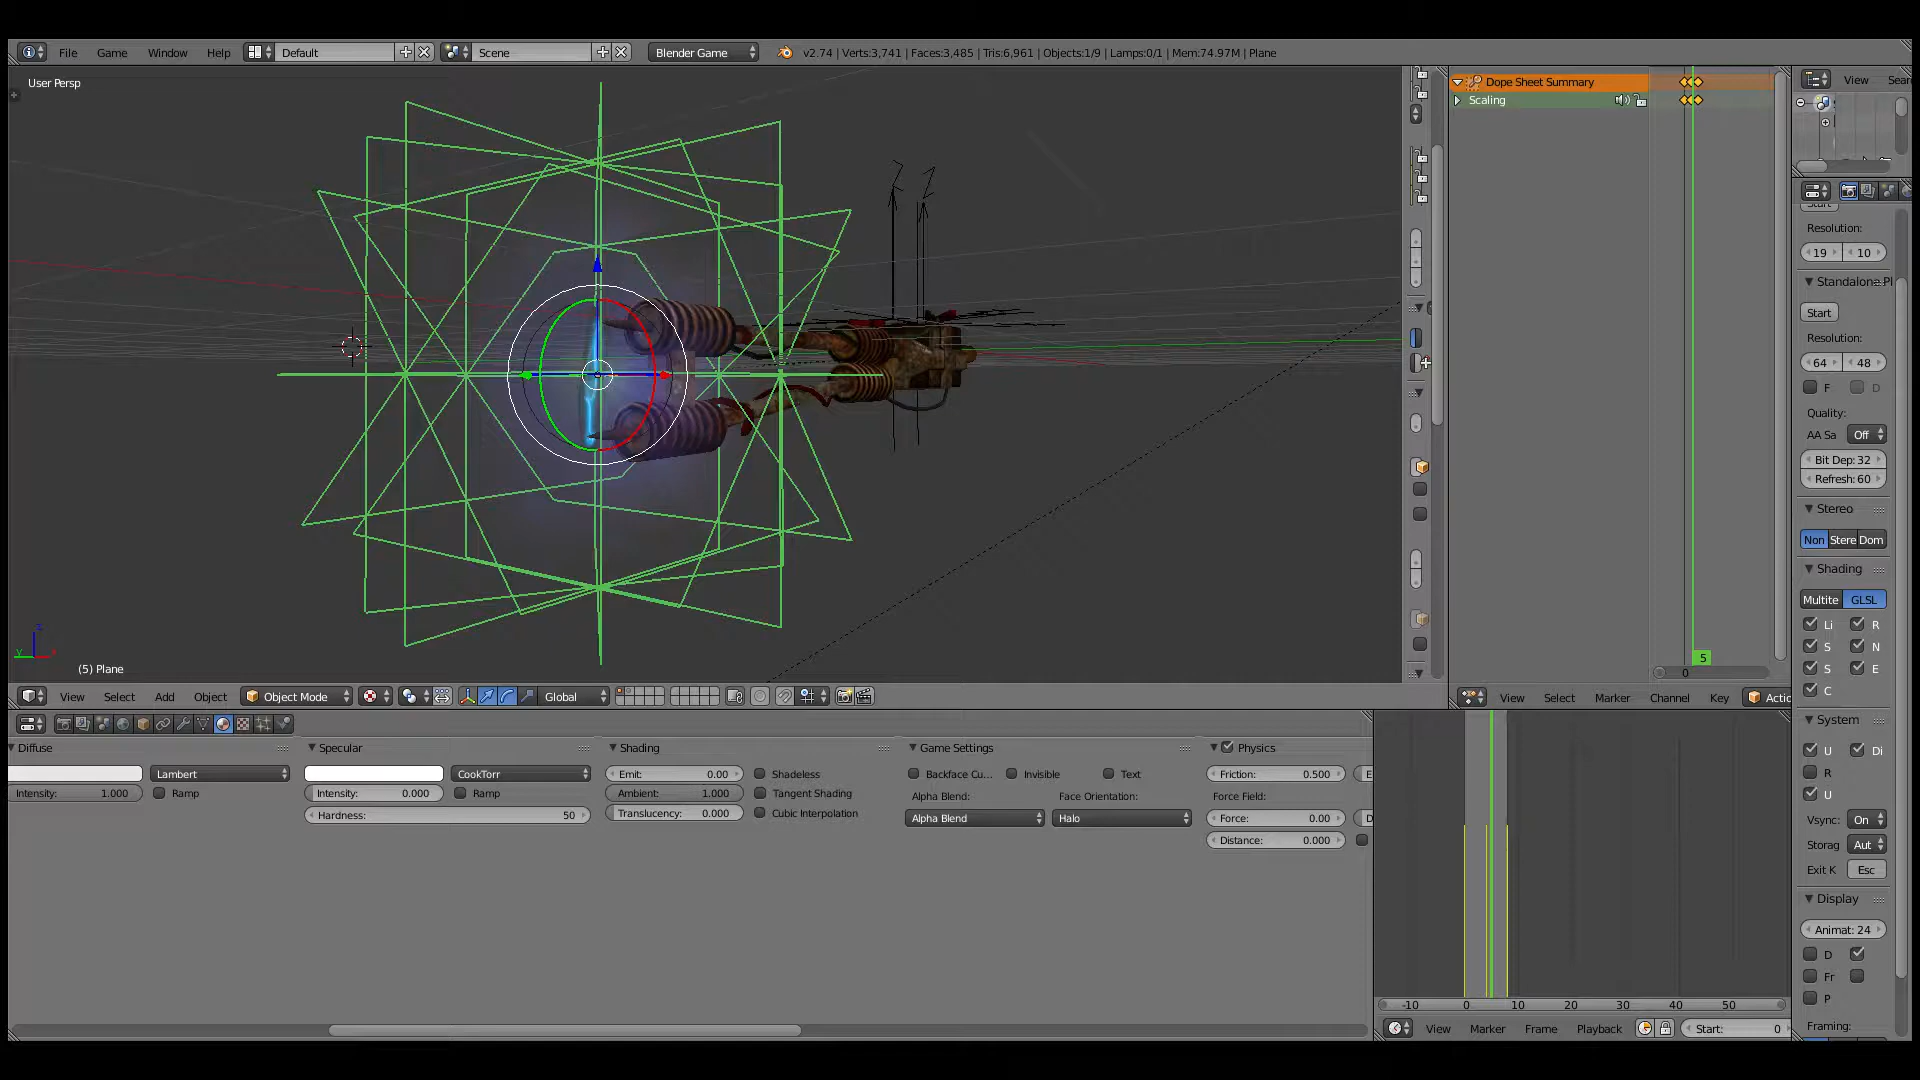 File Game Window Help Default Scene Blender Game v2.74 | Verts:3,741 | Faces:3,485 | Tris:6,961 | Objects:1/9 | Lamps:0/1 | Mem:74.97M | Plane
User Persp
(5) Plane
z
y
View Select Add Object Object Mode Global
Dope Sheet Summary
Scaling
5
0
View Select Marker Channel Key Actio
View Sear
Start
Resolution:
19 10
Standalone Pl
Start
Resolution:
64 48
F D
Quality:
AA Sa Off
Bit Dep: 32
Refresh: 60
Stereo
Non Stere Dom
Shading
Multite GLSL
Li R
S N
S E
C
System
U Di
R
U
Vsync: On
Storag Aut
Exit K Esc
Display
Animat: 24
D
Fr
P
Framing:
Diffuse
Lambert
Intensity: 1.000 Ramp
Specular
CookTorr
Intensity: 0.000 Ramp
Hardness: 50
Shading
Emit: 0.00 Shadeless
Ambient: 1.000 Tangent Shading
Translucency: 0.000 Cubic Interpolation
Game Settings
Backface Cu... Invisible Text
Alpha Blend: Face Orientation:
Alpha Blend Halo
Physics
Friction: 0.500 E
Force Field:
Force: 0.00 D
Distance: 0.000
-10 0 10 20 30 40 50
View Marker Frame Playback Start: 0